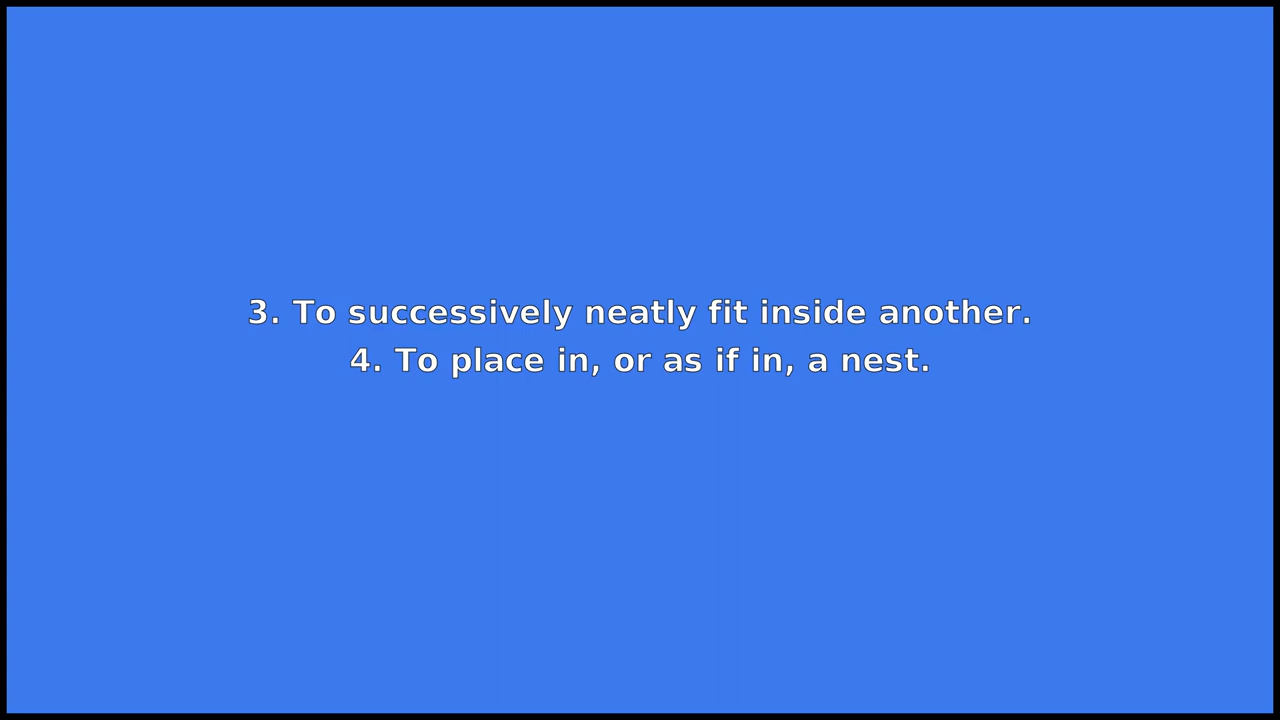 3. To successively neatly fit inside another.
4. To place in, or as if in, a nest.